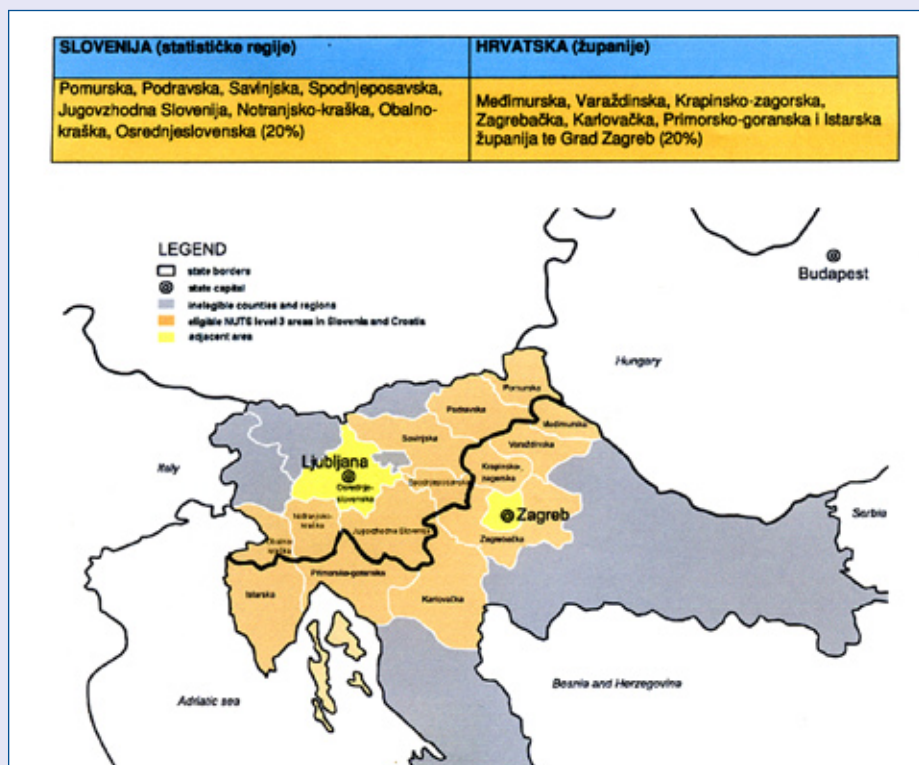 SLOVENIJA (statističke regije)
Pomurska, Podravska, Savinjska, Spodnjeposavska,
Jugovzhodna Slovenija, Notranjsko-kraška, Obalno-
kraška, Osrednjeslovenska (20%)
HRVATSKA (županije)
Međimurska, Varaždinska, Krapinsko-zagorska,
Zagrebačka, Karlovačka, Primorsko-goranska i Istarska
županija te Grad Zagreb (20%)
LEGEND
state borders
state capital
inelegible counties and regions
eligible NUTS level 3 areas in Slovenia and Croatia
adjacent area
Budapest
Hungary
Pomurska
Podravska
Međimurska
Savinjska
Varaždinska
Italy
Ljubljana
Osrednje-
slovenska
Krapinsko-
zagorska
Spodnjeposavska
Zagreb
Serbia
Notranjsko-
kraška
Jugovzhodna Slovenija
Zagrebačka
Obalno-
kraška
Primorsko-goranska
Istarska
Karlovačka
Adriatic sea
Bosnia and Herzegovina